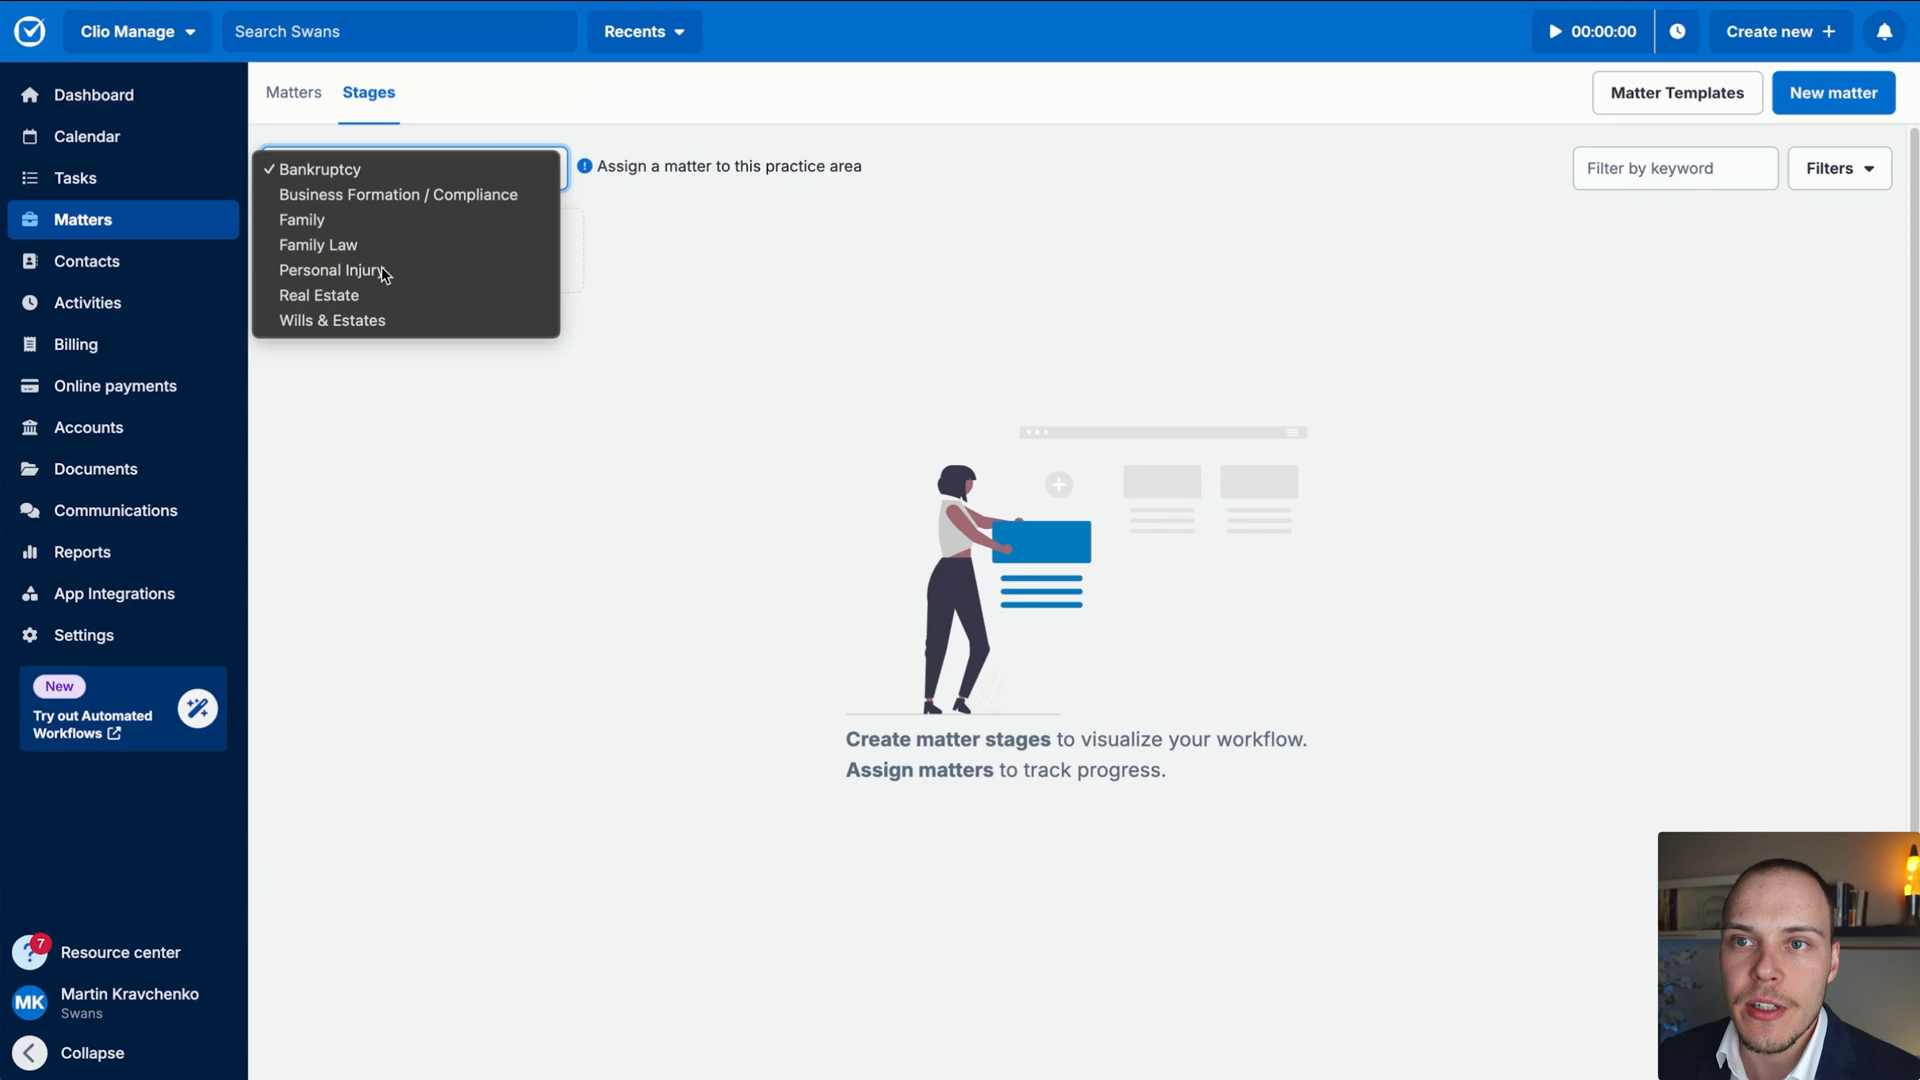 Clio Manage
Search Swans
Recents
00:00:00
Create new
Dashboard
Calendar
Tasks
Matters
Contacts
Activities
Billing
Online payments
Accounts
Documents
Communications
Reports
App Integrations
Settings
New
Try out Automated
Workflows
7
Resource center
MK
Martin Kravchenko
Swans
Collapse
Matters
Stages
Matter Templates
New matter
✓ Bankruptcy
Business Formation / Compliance
Family
Family Law
Personal Injury
Real Estate
Wills & Estates
Assign a matter to this practice area
Filter by keyword
Filters
Create matter stages to visualize your workflow.
Assign matters to track progress.